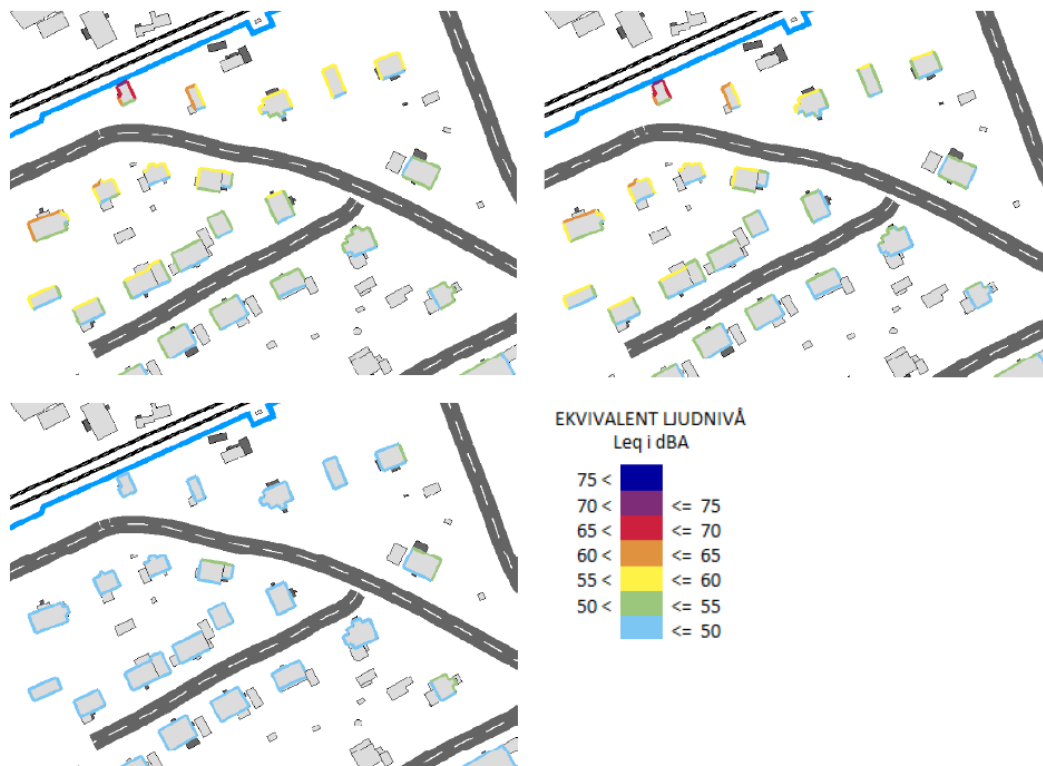 EKVIVALENT LJUDNIVÅ
Leq i dBA
75 <
70 < <= 75
65 < <= 70
60 < <= 65
55 < <= 60
50 < <= 55
<= 50